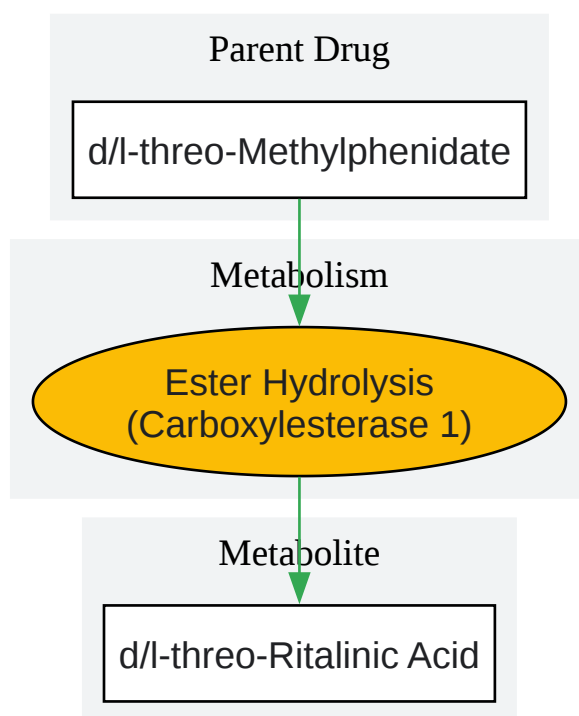 Parent Drug
d/l-threo-Methylphenidate
Metabolism
Ester Hydrolysis
(Carboxylesterase 1)
Metabolite
d/l-threo-Ritalinic Acid